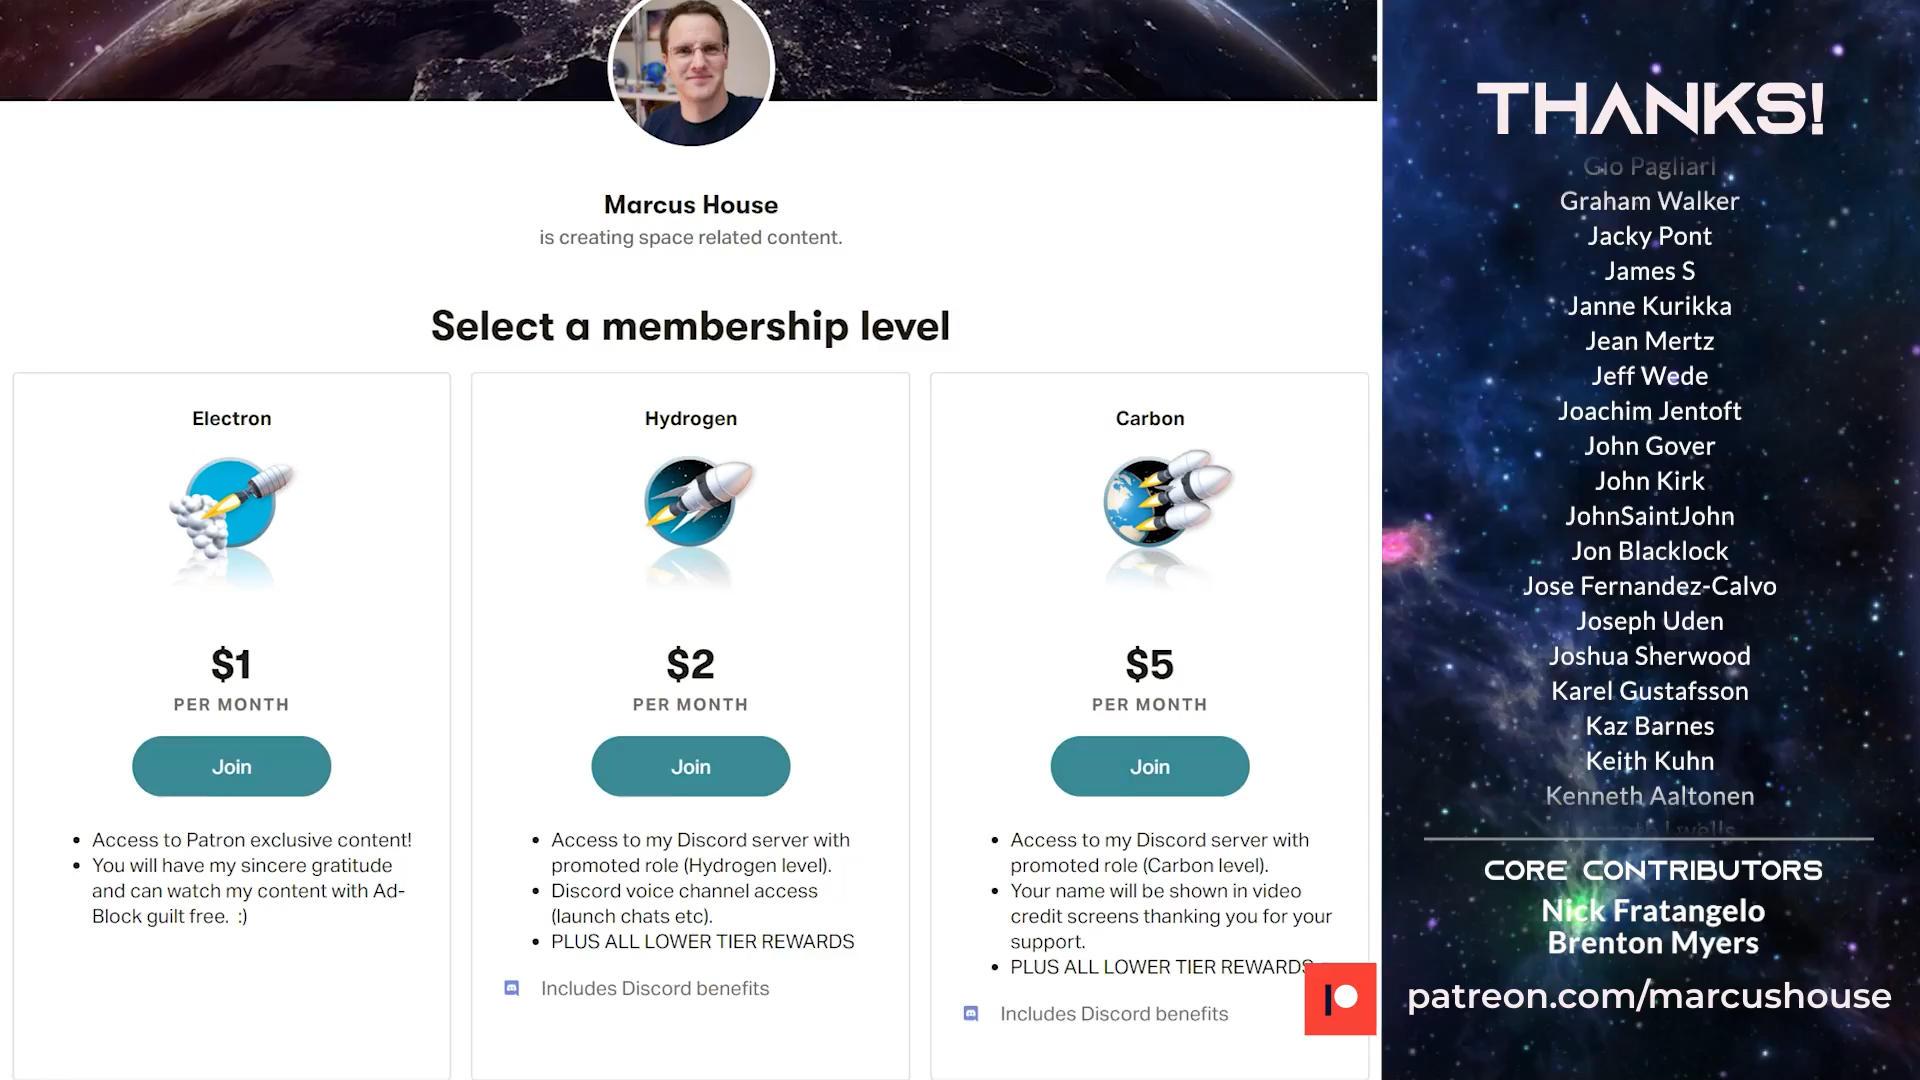 Marcus House
is creating space related content.
Select a membership level
Electron
$1
PER MONTH
Join
• Access to Patron exclusive content!
• You will have my sincere gratitude
and can watch my content with Ad-
Block guilt free. :)
Hydrogen
$2
PER MONTH
Join
• Access to my Discord server with
promoted role (Hydrogen level).
• Discord voice channel access
(launch chats etc).
• PLUS ALL LOWER TIER REWARDS
Includes Discord benefits
Carbon
$5
PER MONTH
Join
• Access to my Discord server with
promoted role (Carbon level).
• Your name will be shown in video
credit screens thanking you for your
support.
• PLUS ALL LOWER TIER REWARDS
Includes Discord benefits
THANKS!
Gio Pagliari
Graham Walker
Jacky Pont
James S
Janne Kurikka
Jean Mertz
Jeff Wede
Joachim Jentoft
John Gover
John Kirk
JohnSaintJohn
Jon Blacklock
Jose Fernandez-Calvo
Joseph Uden
Joshua Sherwood
Karel Gustafsson
Kaz Barnes
Keith Kuhn
Kenneth Aaltonen
CORE CONTRIBUTORS
Nick Fratangelo
Brenton Myers
patreon.com/marcushouse